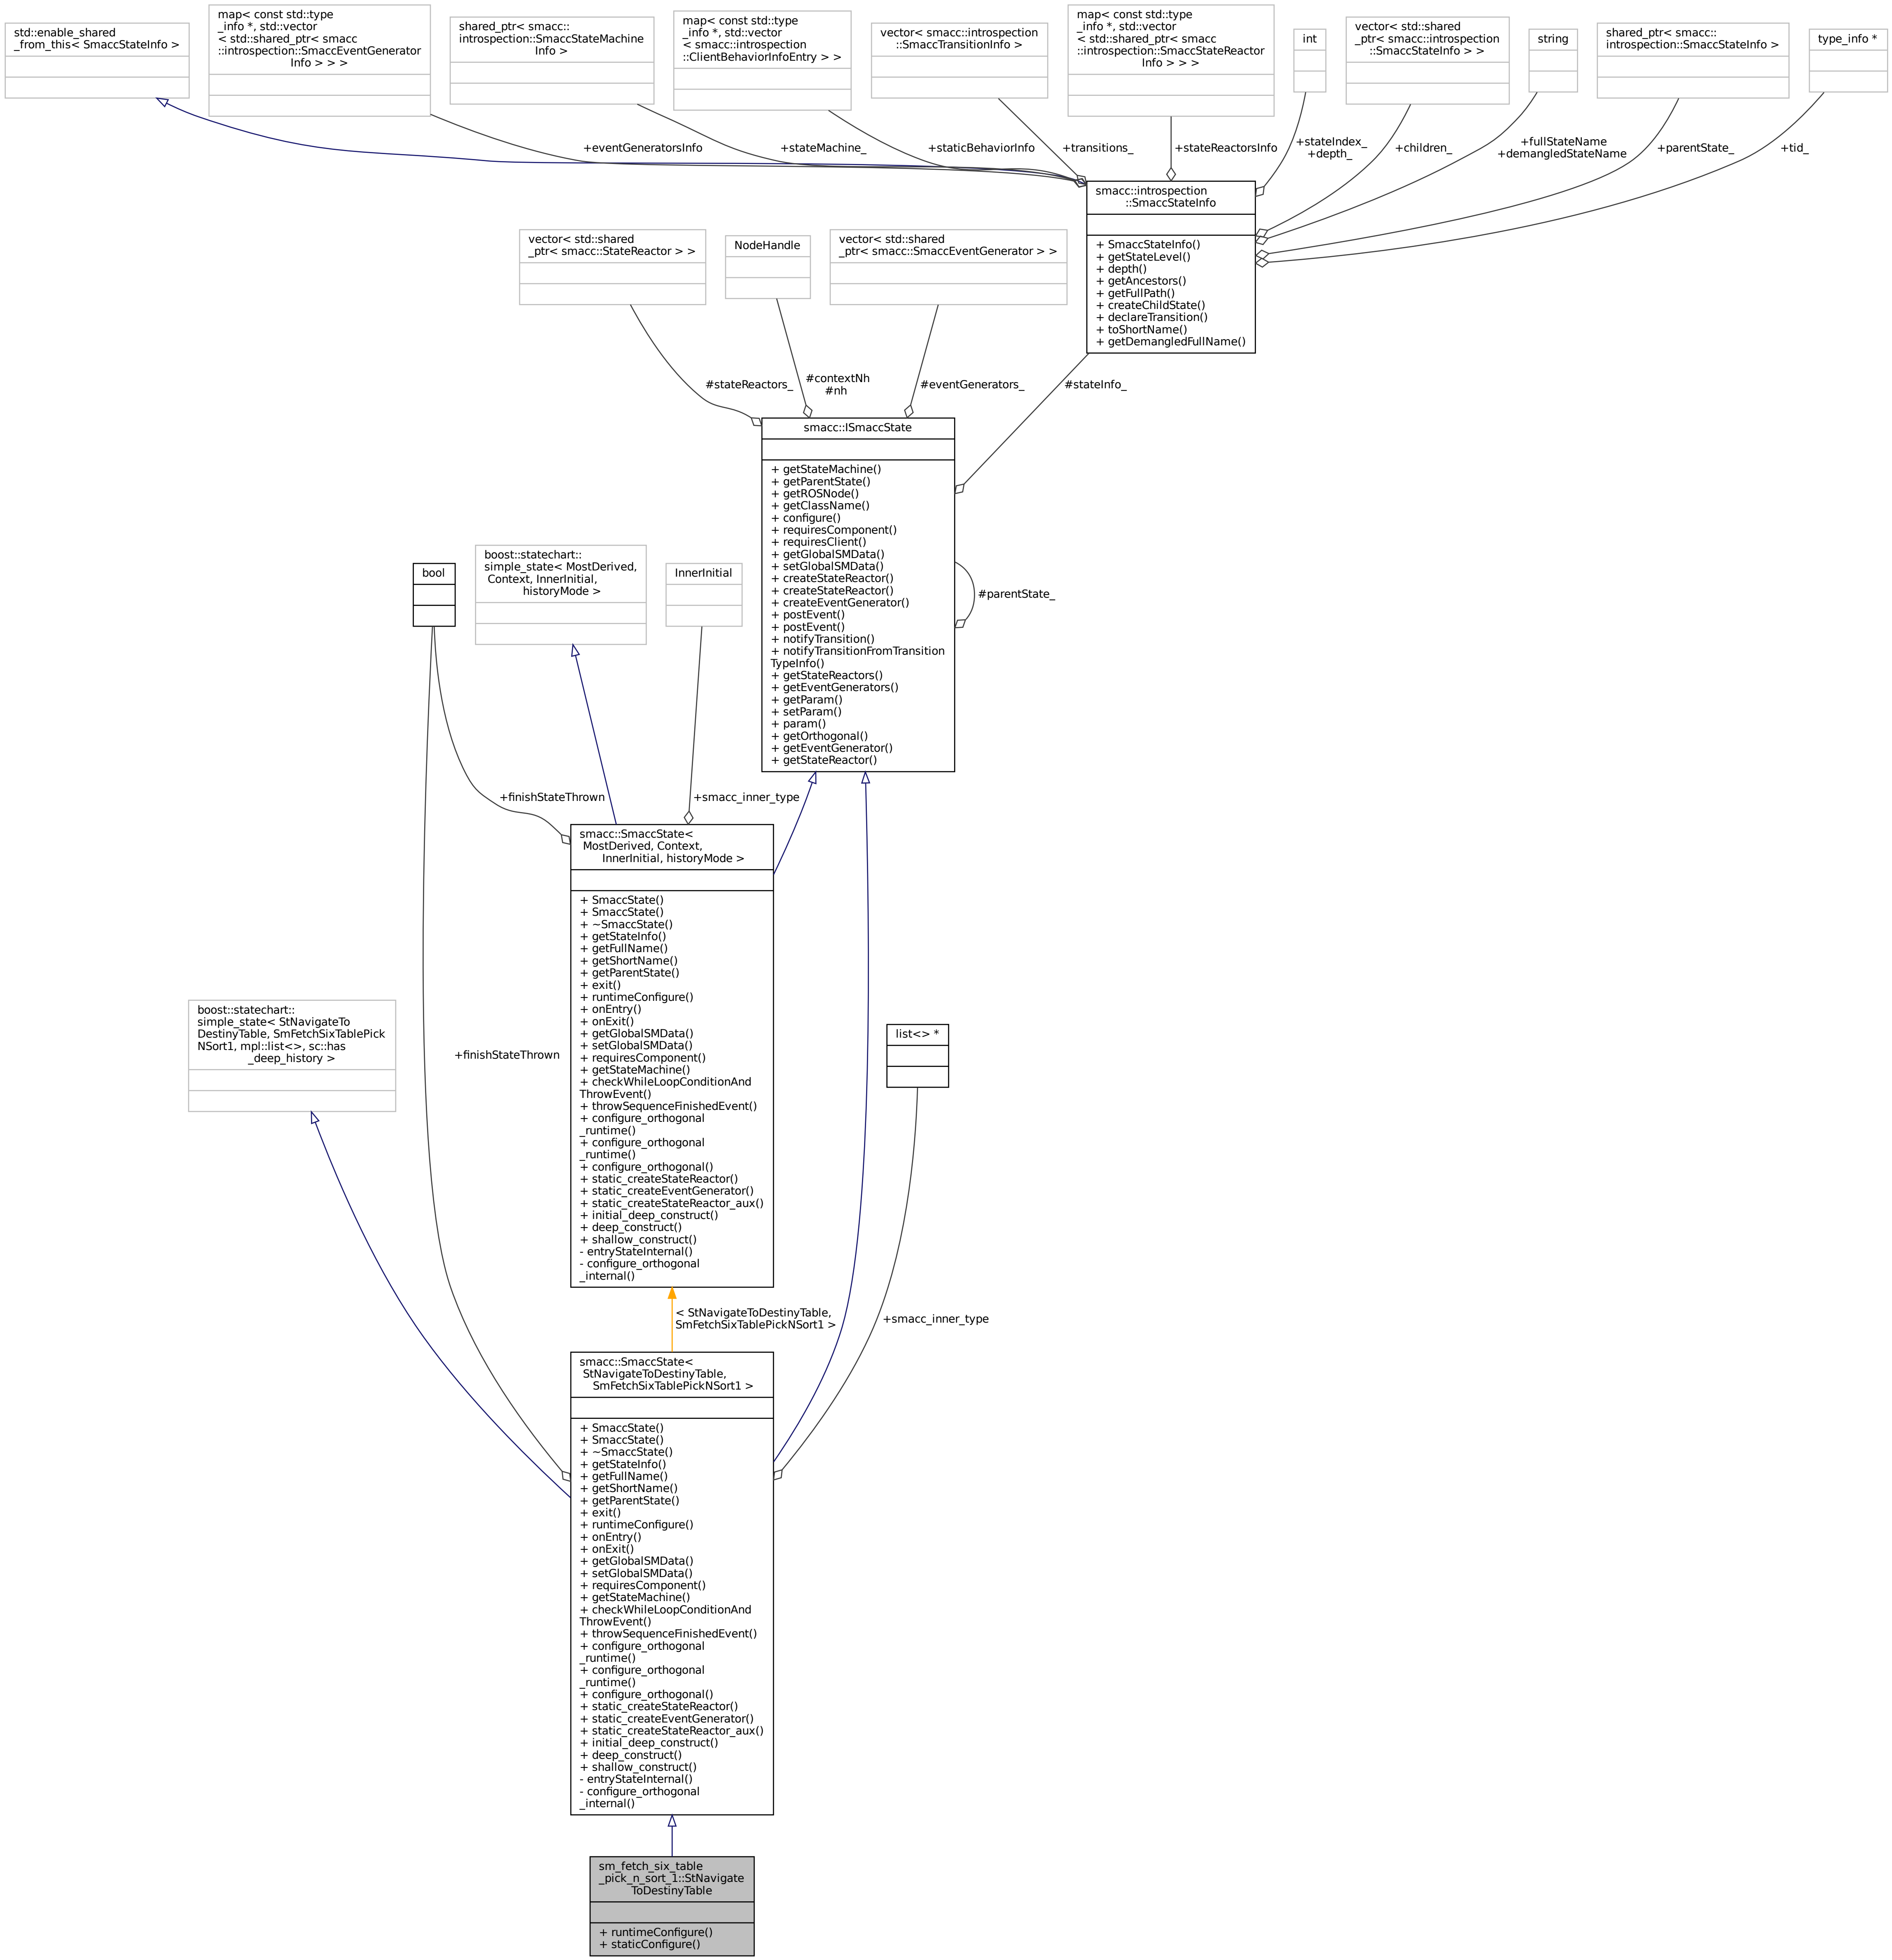 std::enable_shared
_from_this< SmaccStateInfo >
map< const std::type
_info *, std::vector
< std::shared_ptr< smacc
::introspection::SmaccEventGenerator
Info > > >
shared_ptr< smacc::
introspection::SmaccStateMachine
Info >
map< const std::type
_info *, std::vector
< smacc::introspection
::ClientBehaviorInfoEntry > >
vector< smacc::introspection
::SmaccTransitionInfo >
map< const std::type
_info *, std::vector
< std::shared_ptr< smacc
::introspection::SmaccStateReactor
Info > > >
int
vector< std::shared
_ptr< smacc::introspection
::SmaccStateInfo > >
string
shared_ptr< smacc::
introspection::SmaccStateInfo >
type_info *
+eventGeneratorsInfo
+stateMachine_
+staticBehaviorInfo
+transitions_
+stateReactorsInfo
+stateIndex_
+depth_
+children_
+fullStateName
+demangledStateName
+parentState_
+tid_
smacc::introspection
::SmaccStateInfo
+ SmaccStateInfo()
+ getStateLevel()
+ depth()
+ getAncestors()
+ getFullPath()
+ createChildState()
+ declareTransition()
+ toShortName()
+ getDemangledFullName()
vector< std::shared
_ptr< smacc::StateReactor > >
NodeHandle
vector< std::shared
_ptr< smacc::SmaccEventGenerator > >
#stateReactors_
#contextNh
#nh
#eventGenerators_
#stateInfo_
smacc::ISmaccState
+ getStateMachine()
+ getParentState()
+ getROSNode()
+ getClassName()
+ configure()
+ requiresComponent()
+ requiresClient()
+ getGlobalSMData()
+ setGlobalSMData()
+ createStateReactor()
+ createStateReactor()
+ createEventGenerator()
+ postEvent()
+ postEvent()
+ notifyTransition()
+ notifyTransitionFromTransition
TypeInfo()
+ getStateReactors()
+ getEventGenerators()
+ getParam()
+ setParam()
+ param()
+ getOrthogonal()
+ getEventGenerator()
+ getStateReactor()
#parentState_
bool
boost::statechart::
simple_state< MostDerived,
Context, InnerInitial,
historyMode >
InnerInitial
+finishStateThrown
+smacc_inner_type
smacc::SmaccState<
MostDerived, Context,
InnerInitial, historyMode >
+ SmaccState()
+ SmaccState()
+ ~SmaccState()
+ getStateInfo()
+ getFullName()
+ getShortName()
+ getParentState()
+ exit()
+ runtimeConfigure()
+ onEntry()
+ onExit()
+ getGlobalSMData()
+ setGlobalSMData()
+ requiresComponent()
+ getStateMachine()
+ checkWhileLoopConditionAnd
ThrowEvent()
+ throwSequenceFinishedEvent()
+ configure_orthogonal
_runtime()
+ configure_orthogonal
_runtime()
+ configure_orthogonal()
+ static_createStateReactor()
+ static_createEventGenerator()
+ static_createStateReactor_aux()
+ initial_deep_construct()
+ deep_construct()
+ shallow_construct()
- entryStateInternal()
- configure_orthogonal
_internal()
boost::statechart::
simple_state< StNavigateTo
DestinyTable, SmFetchSixTablePick
NSort1, mpl::list<>, sc::has
_deep_history >
+finishStateThrown
list<> *
< StNavigateToDestinyTable,
SmFetchSixTablePickNSort1 >
+smacc_inner_type
smacc::SmaccState<
StNavigateToDestinyTable,
SmFetchSixTablePickNSort1 >
+ SmaccState()
+ SmaccState()
+ ~SmaccState()
+ getStateInfo()
+ getFullName()
+ getShortName()
+ getParentState()
+ exit()
+ runtimeConfigure()
+ onEntry()
+ onExit()
+ getGlobalSMData()
+ setGlobalSMData()
+ requiresComponent()
+ getStateMachine()
+ checkWhileLoopConditionAnd
ThrowEvent()
+ throwSequenceFinishedEvent()
+ configure_orthogonal
_runtime()
+ configure_orthogonal
_runtime()
+ configure_orthogonal()
+ static_createStateReactor()
+ static_createEventGenerator()
+ static_createStateReactor_aux()
+ initial_deep_construct()
+ deep_construct()
+ shallow_construct()
- entryStateInternal()
- configure_orthogonal
_internal()
sm_fetch_six_table
_pick_n_sort_1::StNavigate
ToDestinyTable
+ runtimeConfigure()
+ staticConfigure()